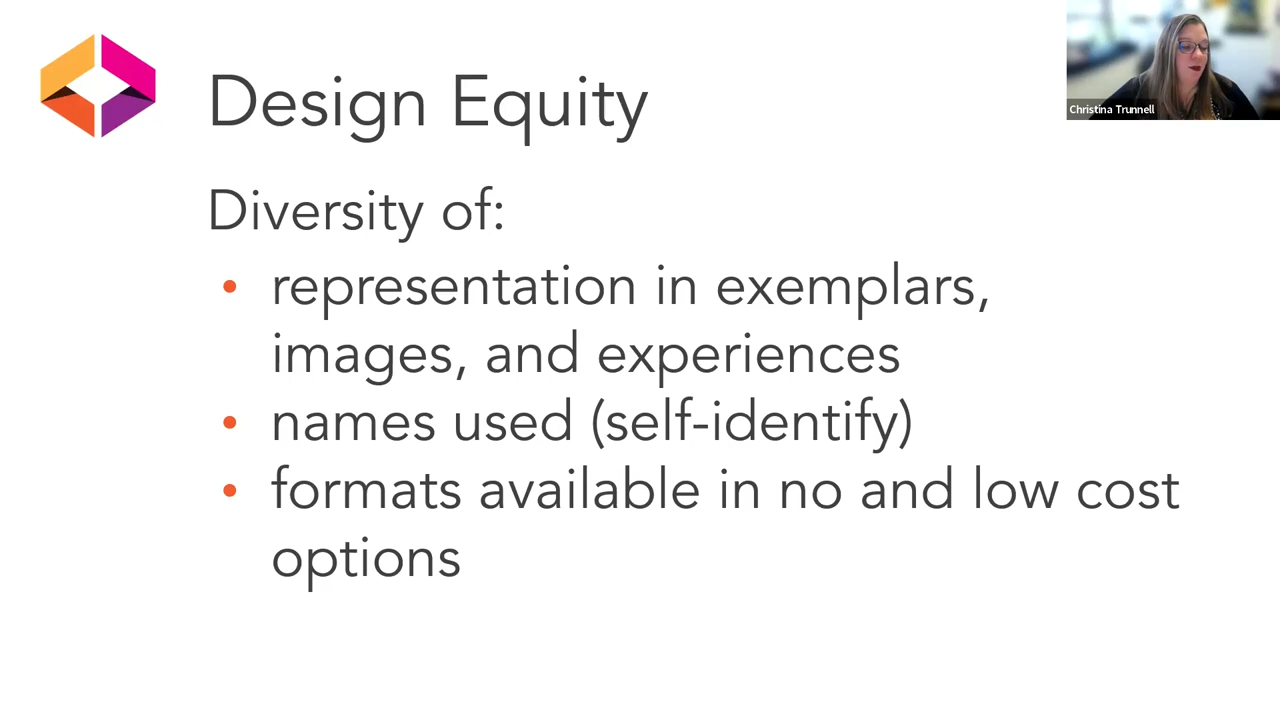 Design Equity
Christina Trunnell
Diversity of:
• representation in exemplars,
images, and experiences
• names used (self-identify)
• formats available in no and low cost
options